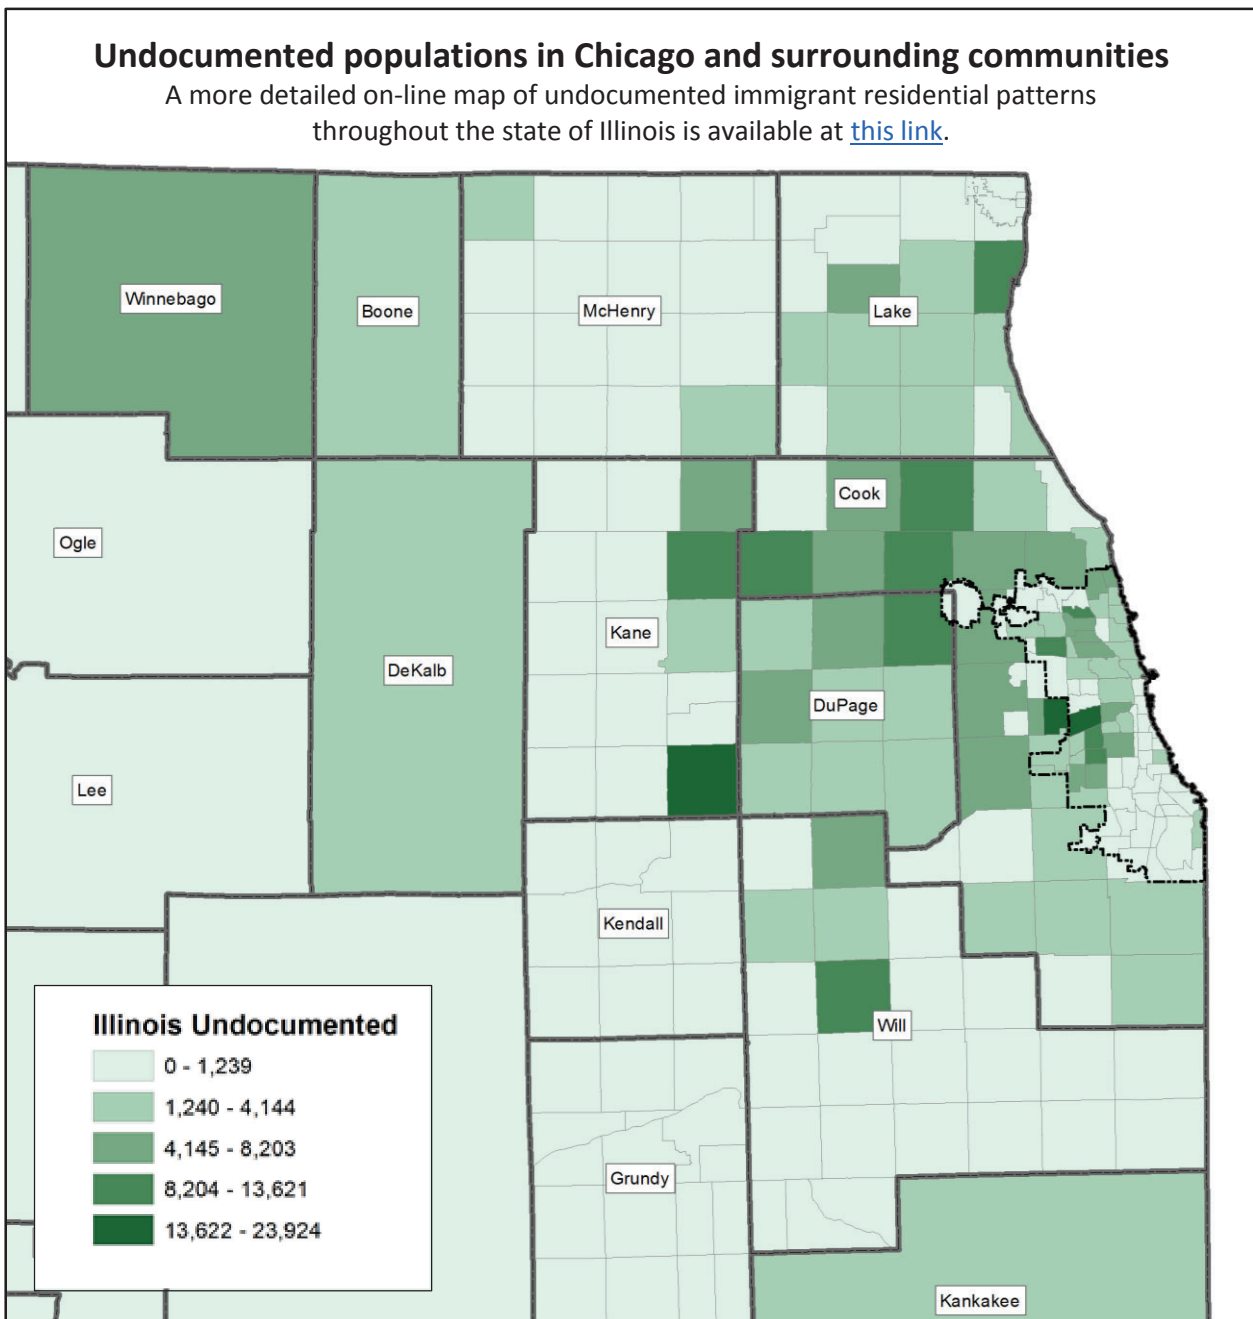 Undocumented populations in Chicago and surrounding communities
A more detailed on-line map of undocumented immigrant residential patterns
throughout the state of Illinois is available at this link.
Winnebago
Boone
McHenry
Lake
Cook
Ogle
Kane
DeKalb
DuPage
Lee
Kendall
Will
Grundy
Kankakee
Illinois Undocumented
0 - 1,239
1,240 - 4,144
4,145 - 8,203
8,204 - 13,621
13,622 - 23,924